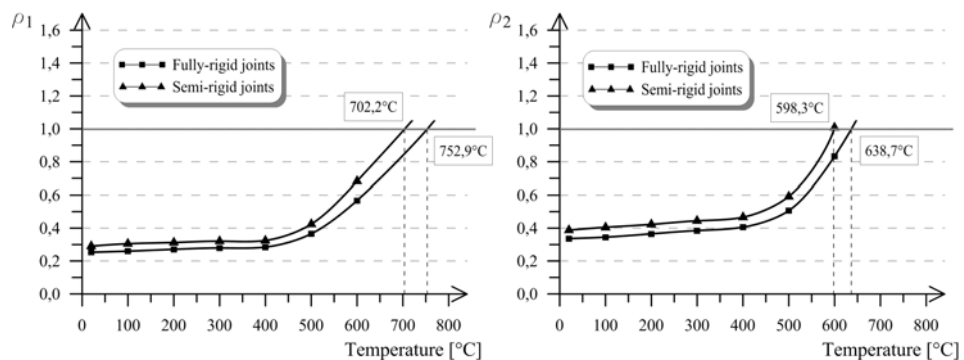 ρ1
1,6
1,4
1,2
1,0
0,8
0,6
0,4
0,2
0,0
Fully-rigid joints
Semi-rigid joints
702,2°C
752,9°C
0 100 200 300 400 500 600 700 800
Temperature [°C]
ρ2
1,6
1,4
1,2
1,0
0,8
0,6
0,4
0,2
0,0
Fully-rigid joints
Semi-rigid joints
598,3°C
638,7°C
0 100 200 300 400 500 600 700 800
Temperature [°C]